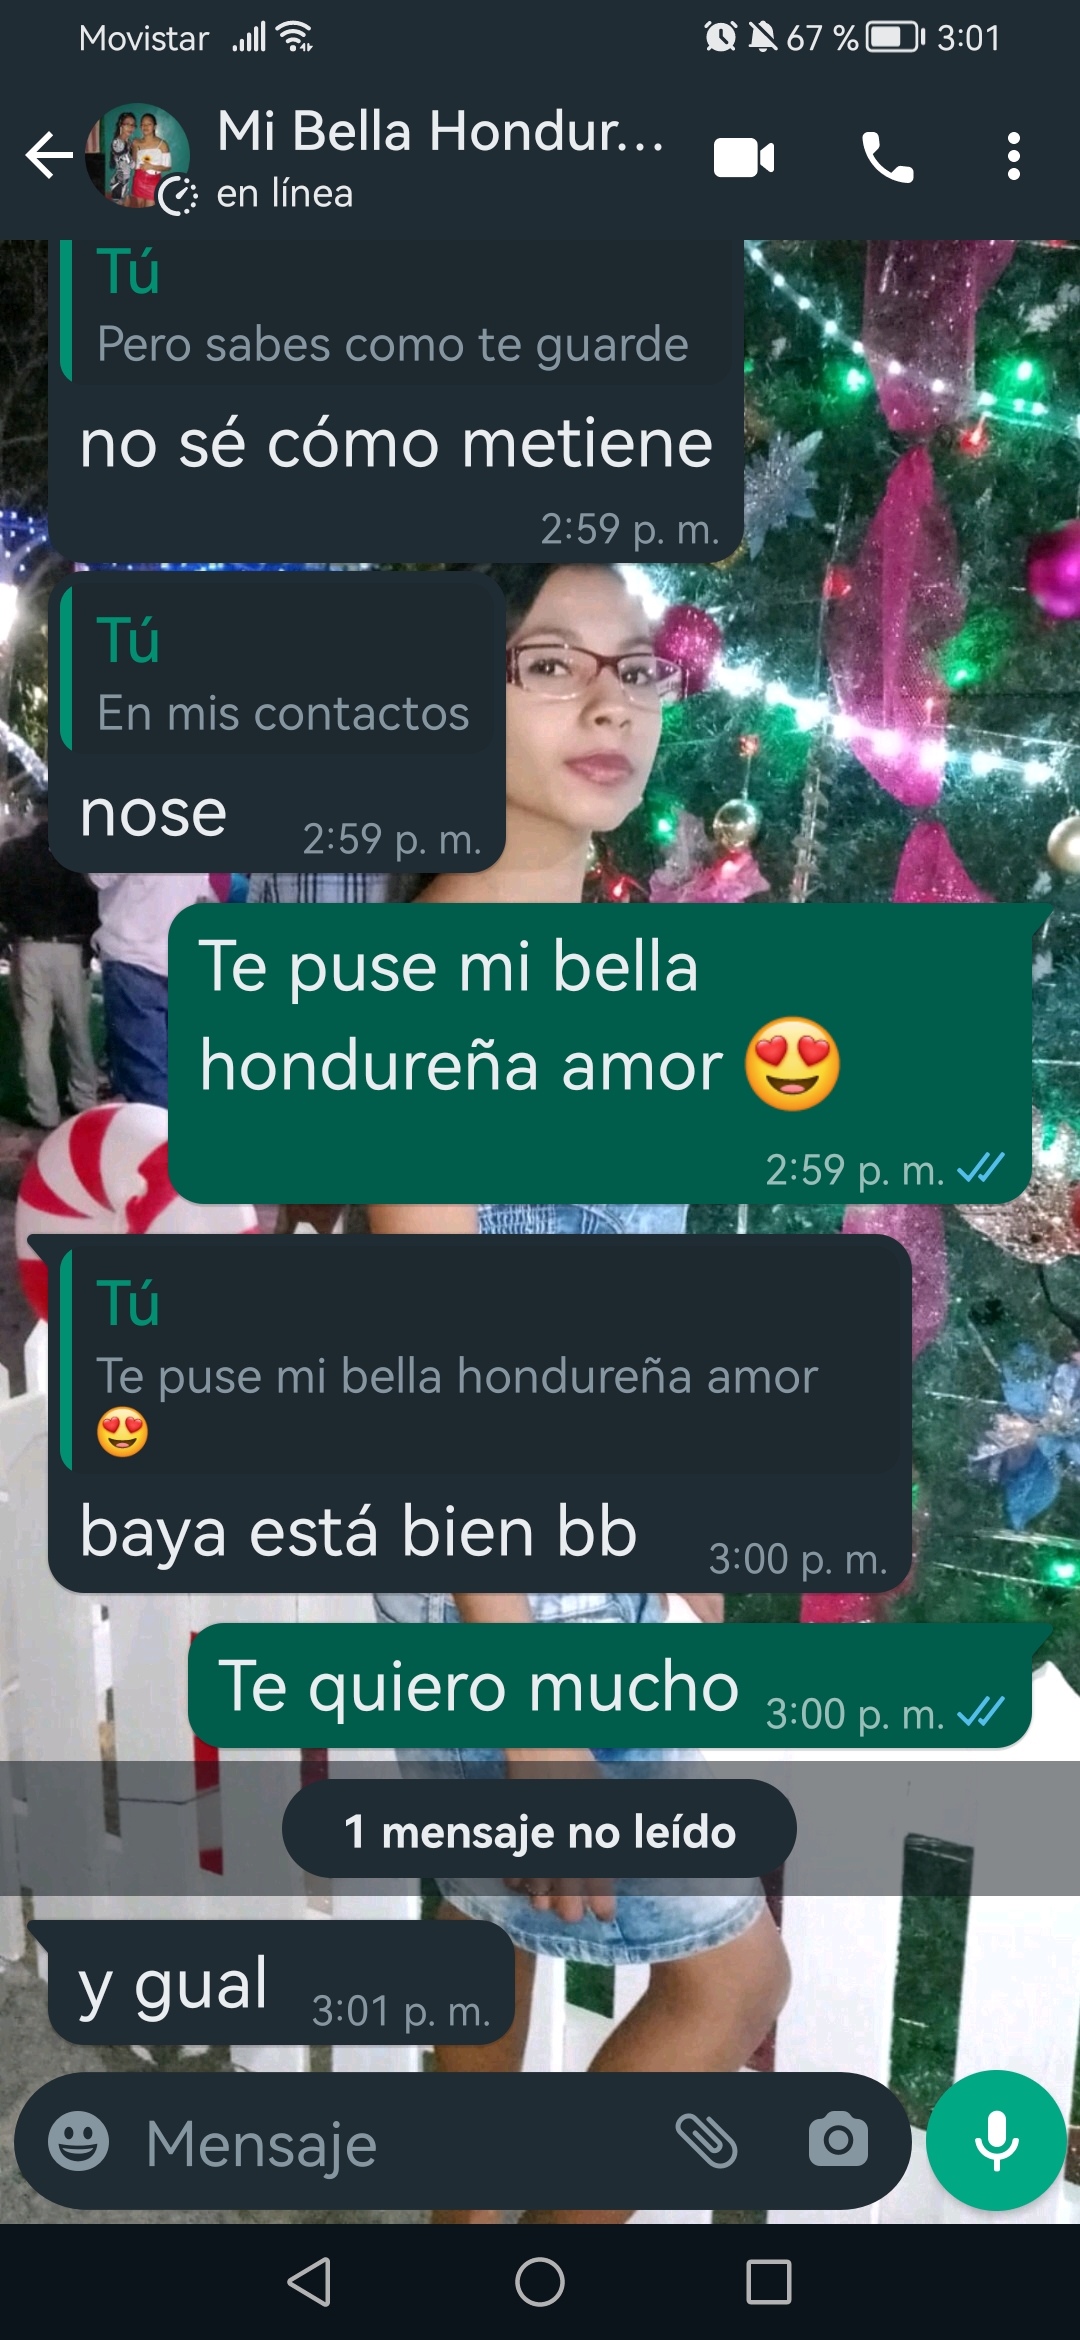 Movistar 67 % 3:01
Mi Bella Hondur...
en línea
Tú
Pero sabes como te guarde
no sé cómo metiene
2:59 p. m.
Tú
En mis contactos
nose 2:59 p. m.
Te puse mi bella
hondureña amor 😍
2:59 p. m.
Tú
Te puse mi bella hondureña amor
😍
baya está bien bb 3:00 p. m.
Te quiero mucho 3:00 p. m.
1 mensaje no leído
y gual 3:01 p. m.
Mensaje